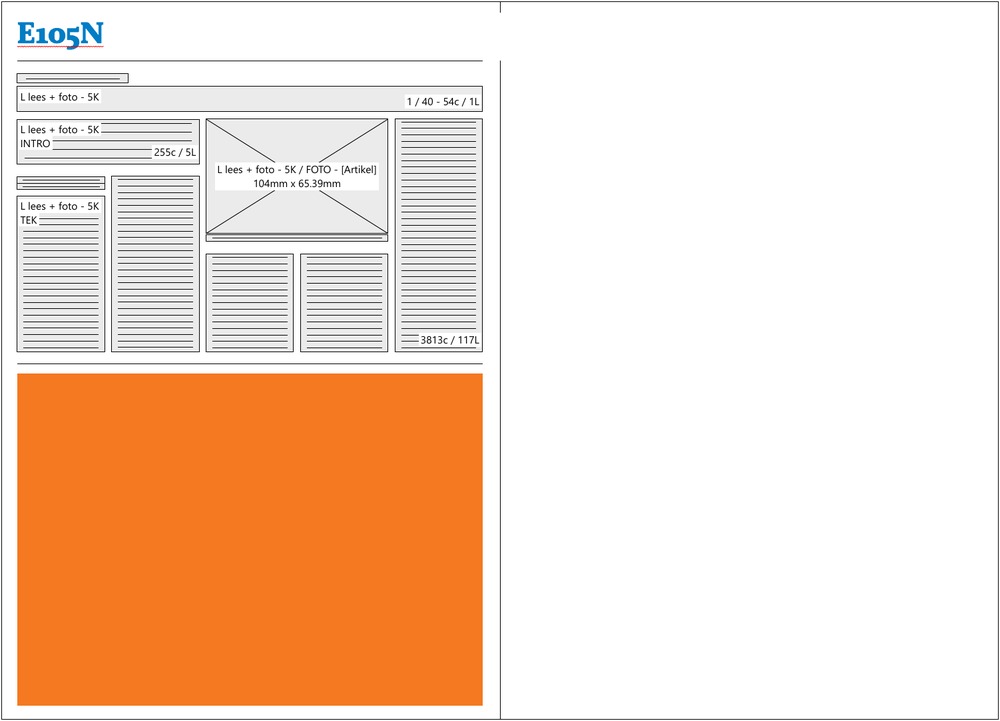 E105N
L lees + foto - 5K
1 / 40 - 54c / 1L
L lees + foto - 5K
INTRO
255c / 5L
L lees + foto - 5K / FOTO - [Artikel]
104mm x 65.39mm
L lees + foto - 5K
TEK
3813c / 117L